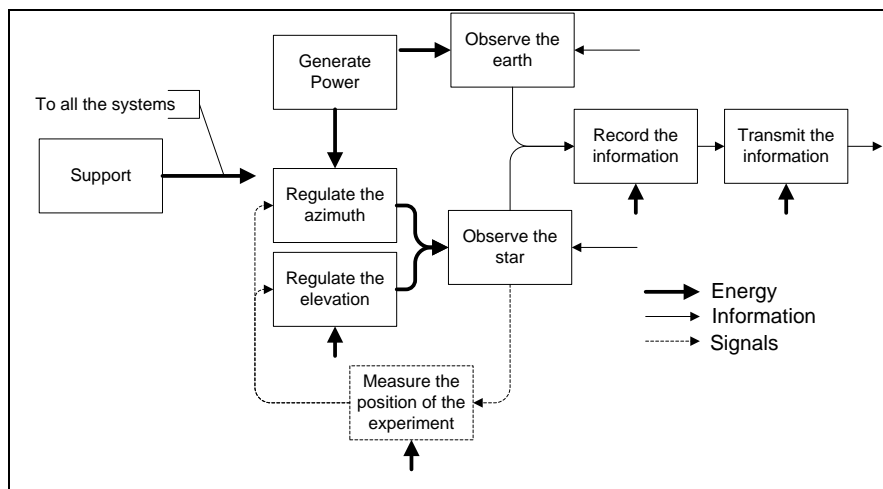 Generate
Power
Observe the
earth
To all the systems
Support
Record the
information
Transmit the
information
Regulate the
azimuth
Observe the
star
Regulate the
elevation
Energy
Information
Signals
Measure the
position of the
experiment